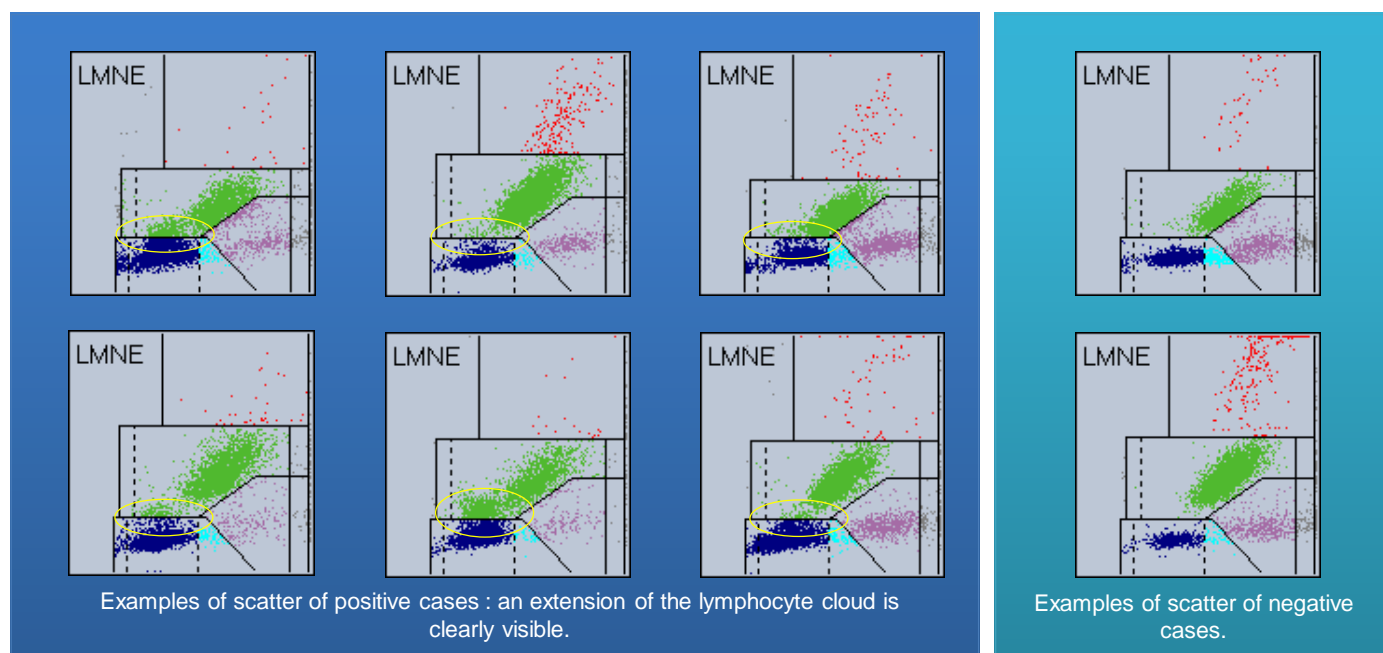 LMNE
LMNE
LMNE
LMNE
LMNE
LMNE
Examples of scatter of positive cases : an extension of the lymphocyte cloud is
clearly visible.
LMNE
LMNE
Examples of scatter of negative
cases.